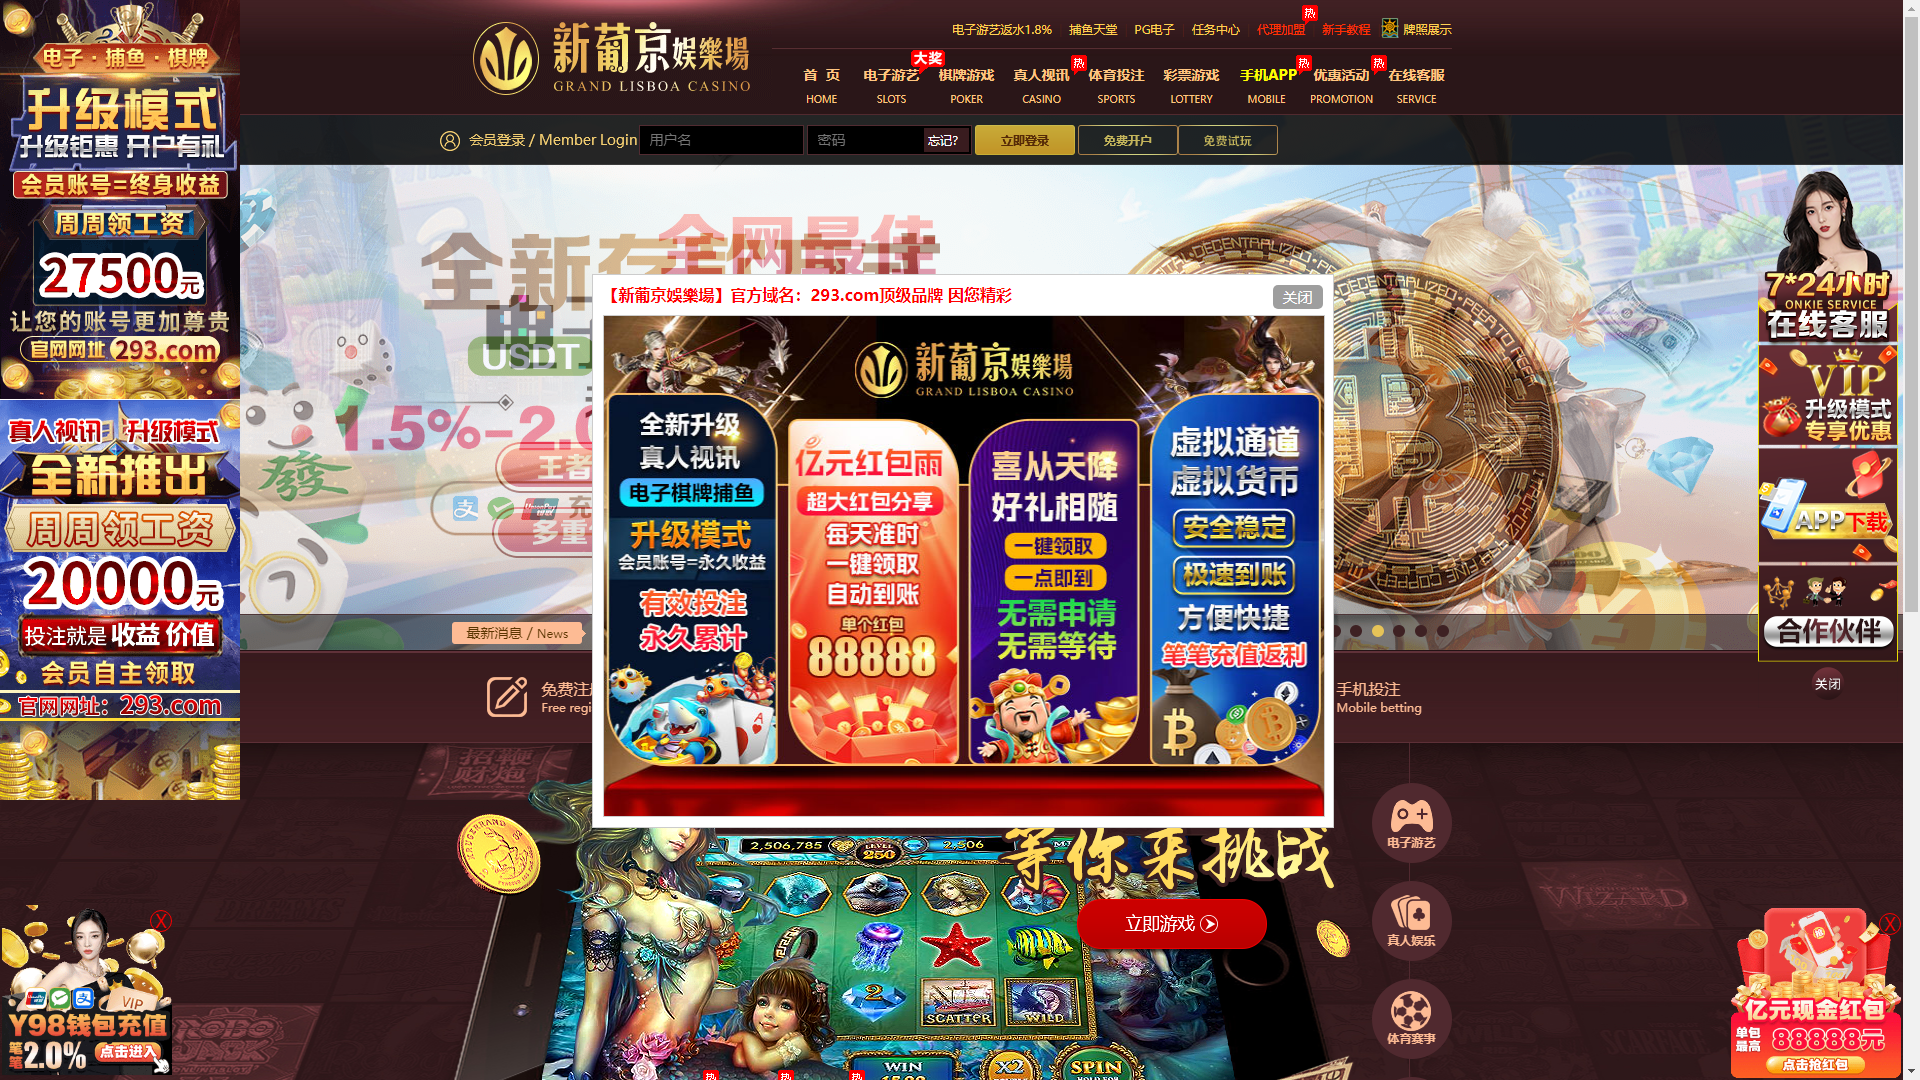 电子·捕鱼·棋牌
升级模式
升级钜惠 开户有礼
会员账号=终身收益
周周领工资
27500元
让您的账号更加尊贵
官网网址 293.com
真人视讯 升级模式
全新推出
周周领工资
20000元
投注就是 收益 价值
会员自主领取
官网网址：293.com
新葡京娱樂場
GRAND LISBOA CASINO
电子游艺返水1.8%
捕鱼天堂
PG电子
任务中心
代理加盟
热
新手教程
牌照展示
首 页
HOME
电子游艺
SLOTS
大奖
棋牌游戏
POKER
真人视讯
CASINO
热
体育投注
SPORTS
彩票游戏
LOTTERY
手机APP
MOBILE
热
优惠活动
PROMOTION
热
在线客服
SERVICE
会员登录 / Member Login
用户名
密码
忘记?
立即登录
免费开户
免费试玩
全网最佳
全新存
USDT
1.5%-2.0
發
最新消息 / News
【新葡京娱樂場】官方域名：293.com顶级品牌 因您精彩
关闭
新葡京娱樂場
GRAND LISBOA CASINO
全新升级
真人视讯
电子棋牌捕鱼
升级模式
会员账号=永久收益
有效投注
永久累计
亿元红包雨
超大红包分享
每天准时
一键领取
自动到账
单个红包
88888
喜从天降
好礼相随
一键领取
一点即到
无需申请
无需等待
虚拟通道
虚拟货币
安全稳定
极速到账
方便快捷
笔笔充值返利
7*24小时
ONKIE SERVICE
在线客服
VIP
升级模式
专享优惠
APP下载
合作伙伴
关闭
免费注
Free regi
手机投注
Mobile betting
等你来挑战
立即游戏
2,506,785
LEVEL
250
2,506
2
SCATTER
WILD
WIN
X2
SPIN
电子游艺
真人娱乐
体育赛事
WIZARD
X
VIP
Y98钱包充值
笔笔2.0%
点击进入
热
热
热
X
亿元现金红包
单包最高 88888元
点击抢红包